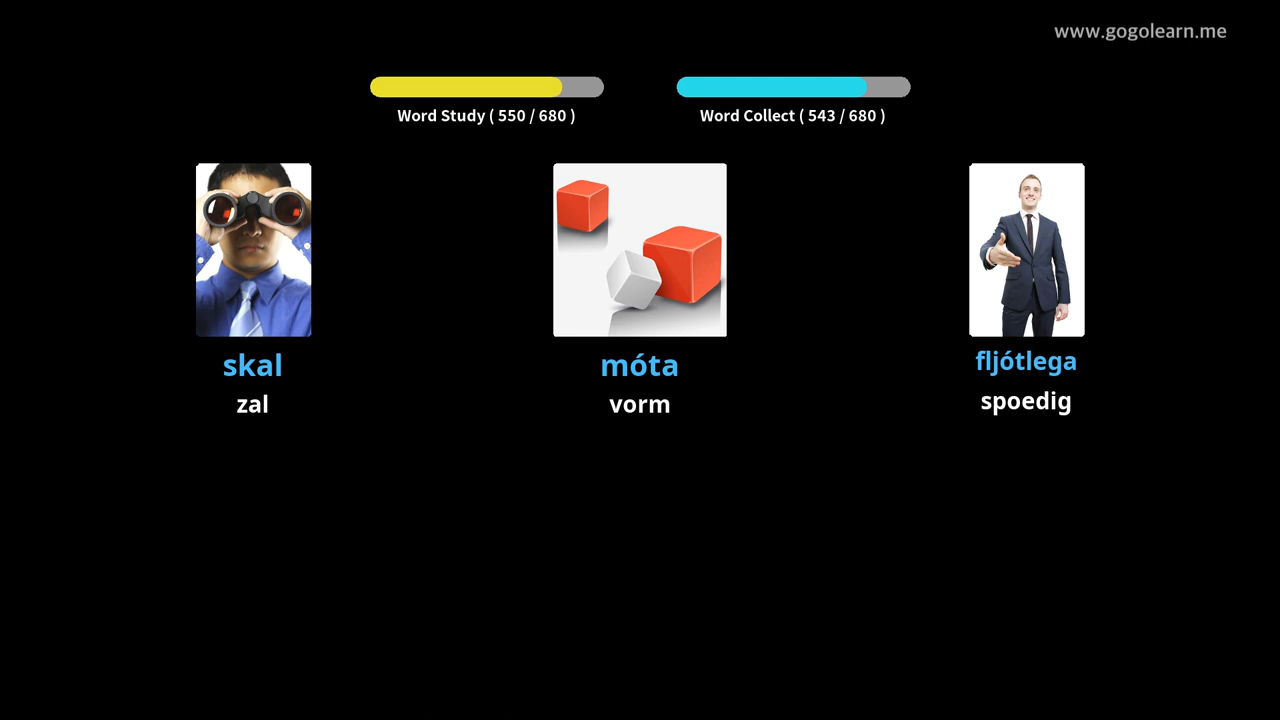 www.gogolearn.me
Word Study ( 550 / 680 )
Word Collect ( 543 / 680 )
skal
móta
fljótlega
zal
vorm
spoedig